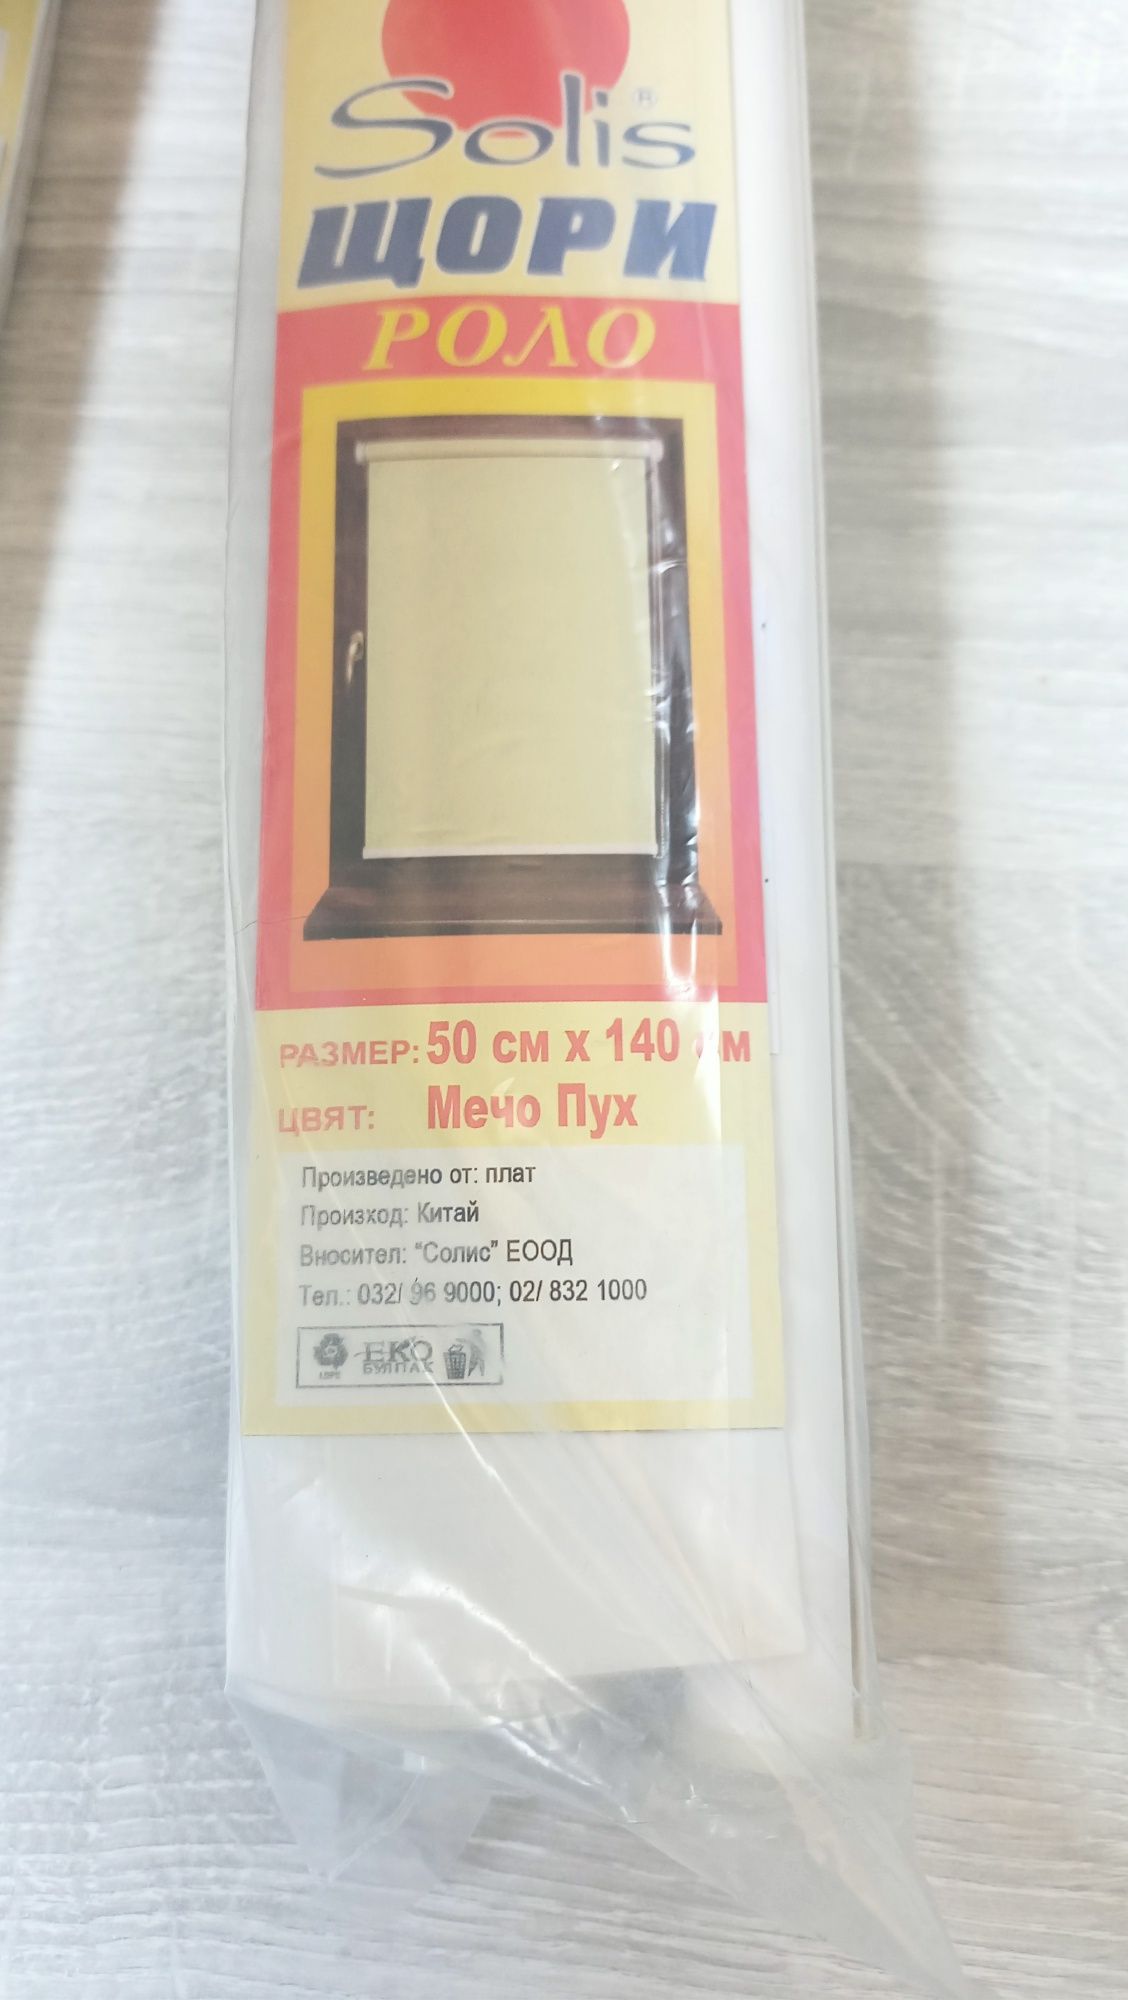 Solis ®
ЩОРИ
РОЛО
РАЗМЕР: 50 см x 140 см
ЦВЯТ: Мечо Пух
Произведено от: плат
Произход: Китай
Вносител: “Солис” ЕООД
Тел.: 032/ 96 9000; 02/ 832 1000
ЕКО
БУЛПАК